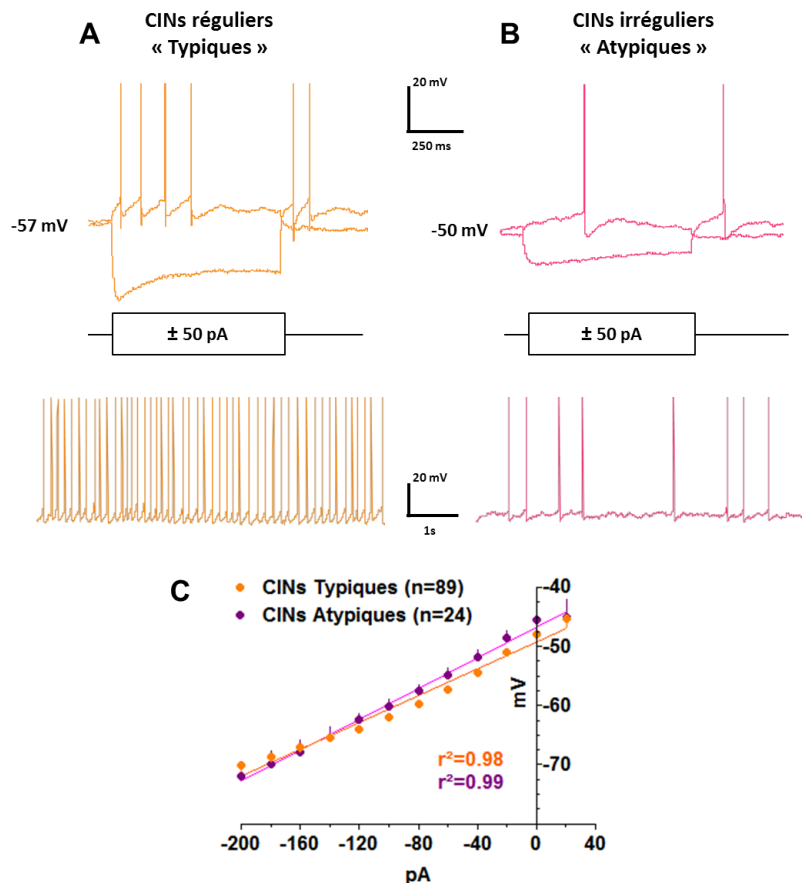 A
CINs réguliers
« Typiques »
B
CINs irréguliers
« Atypiques »
20 mV
250 ms
-57 mV
-50 mV
± 50 pA
± 50 pA
20 mV
1s
C
CINs Typiques (n=89)
CINs Atypiques (n=24)
-40
-50
-60
-70
mV
r²=0.98
r²=0.99
-200 -160 -120 -80 -40 0 40
pA